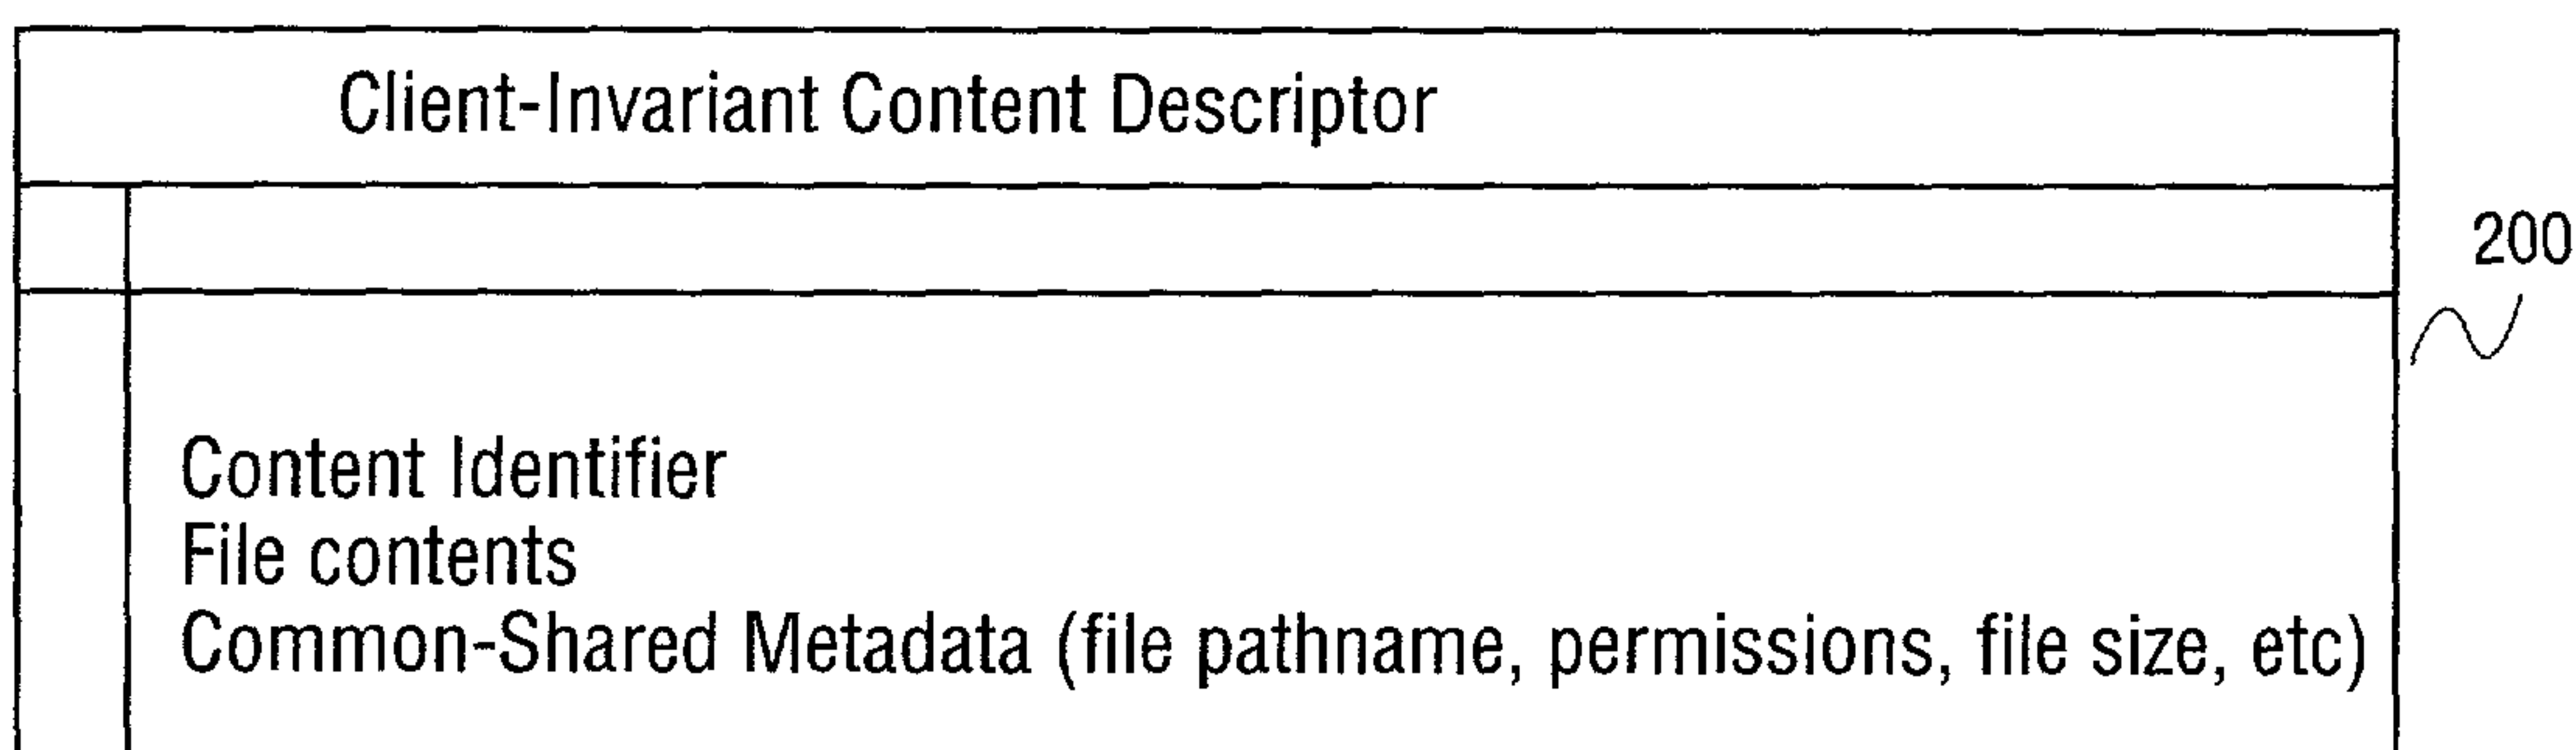 Client-Invariant Content Descriptor
200
Content Identifier
File contents
Common-Shared Metadata (file pathname, permissions, file size, etc)